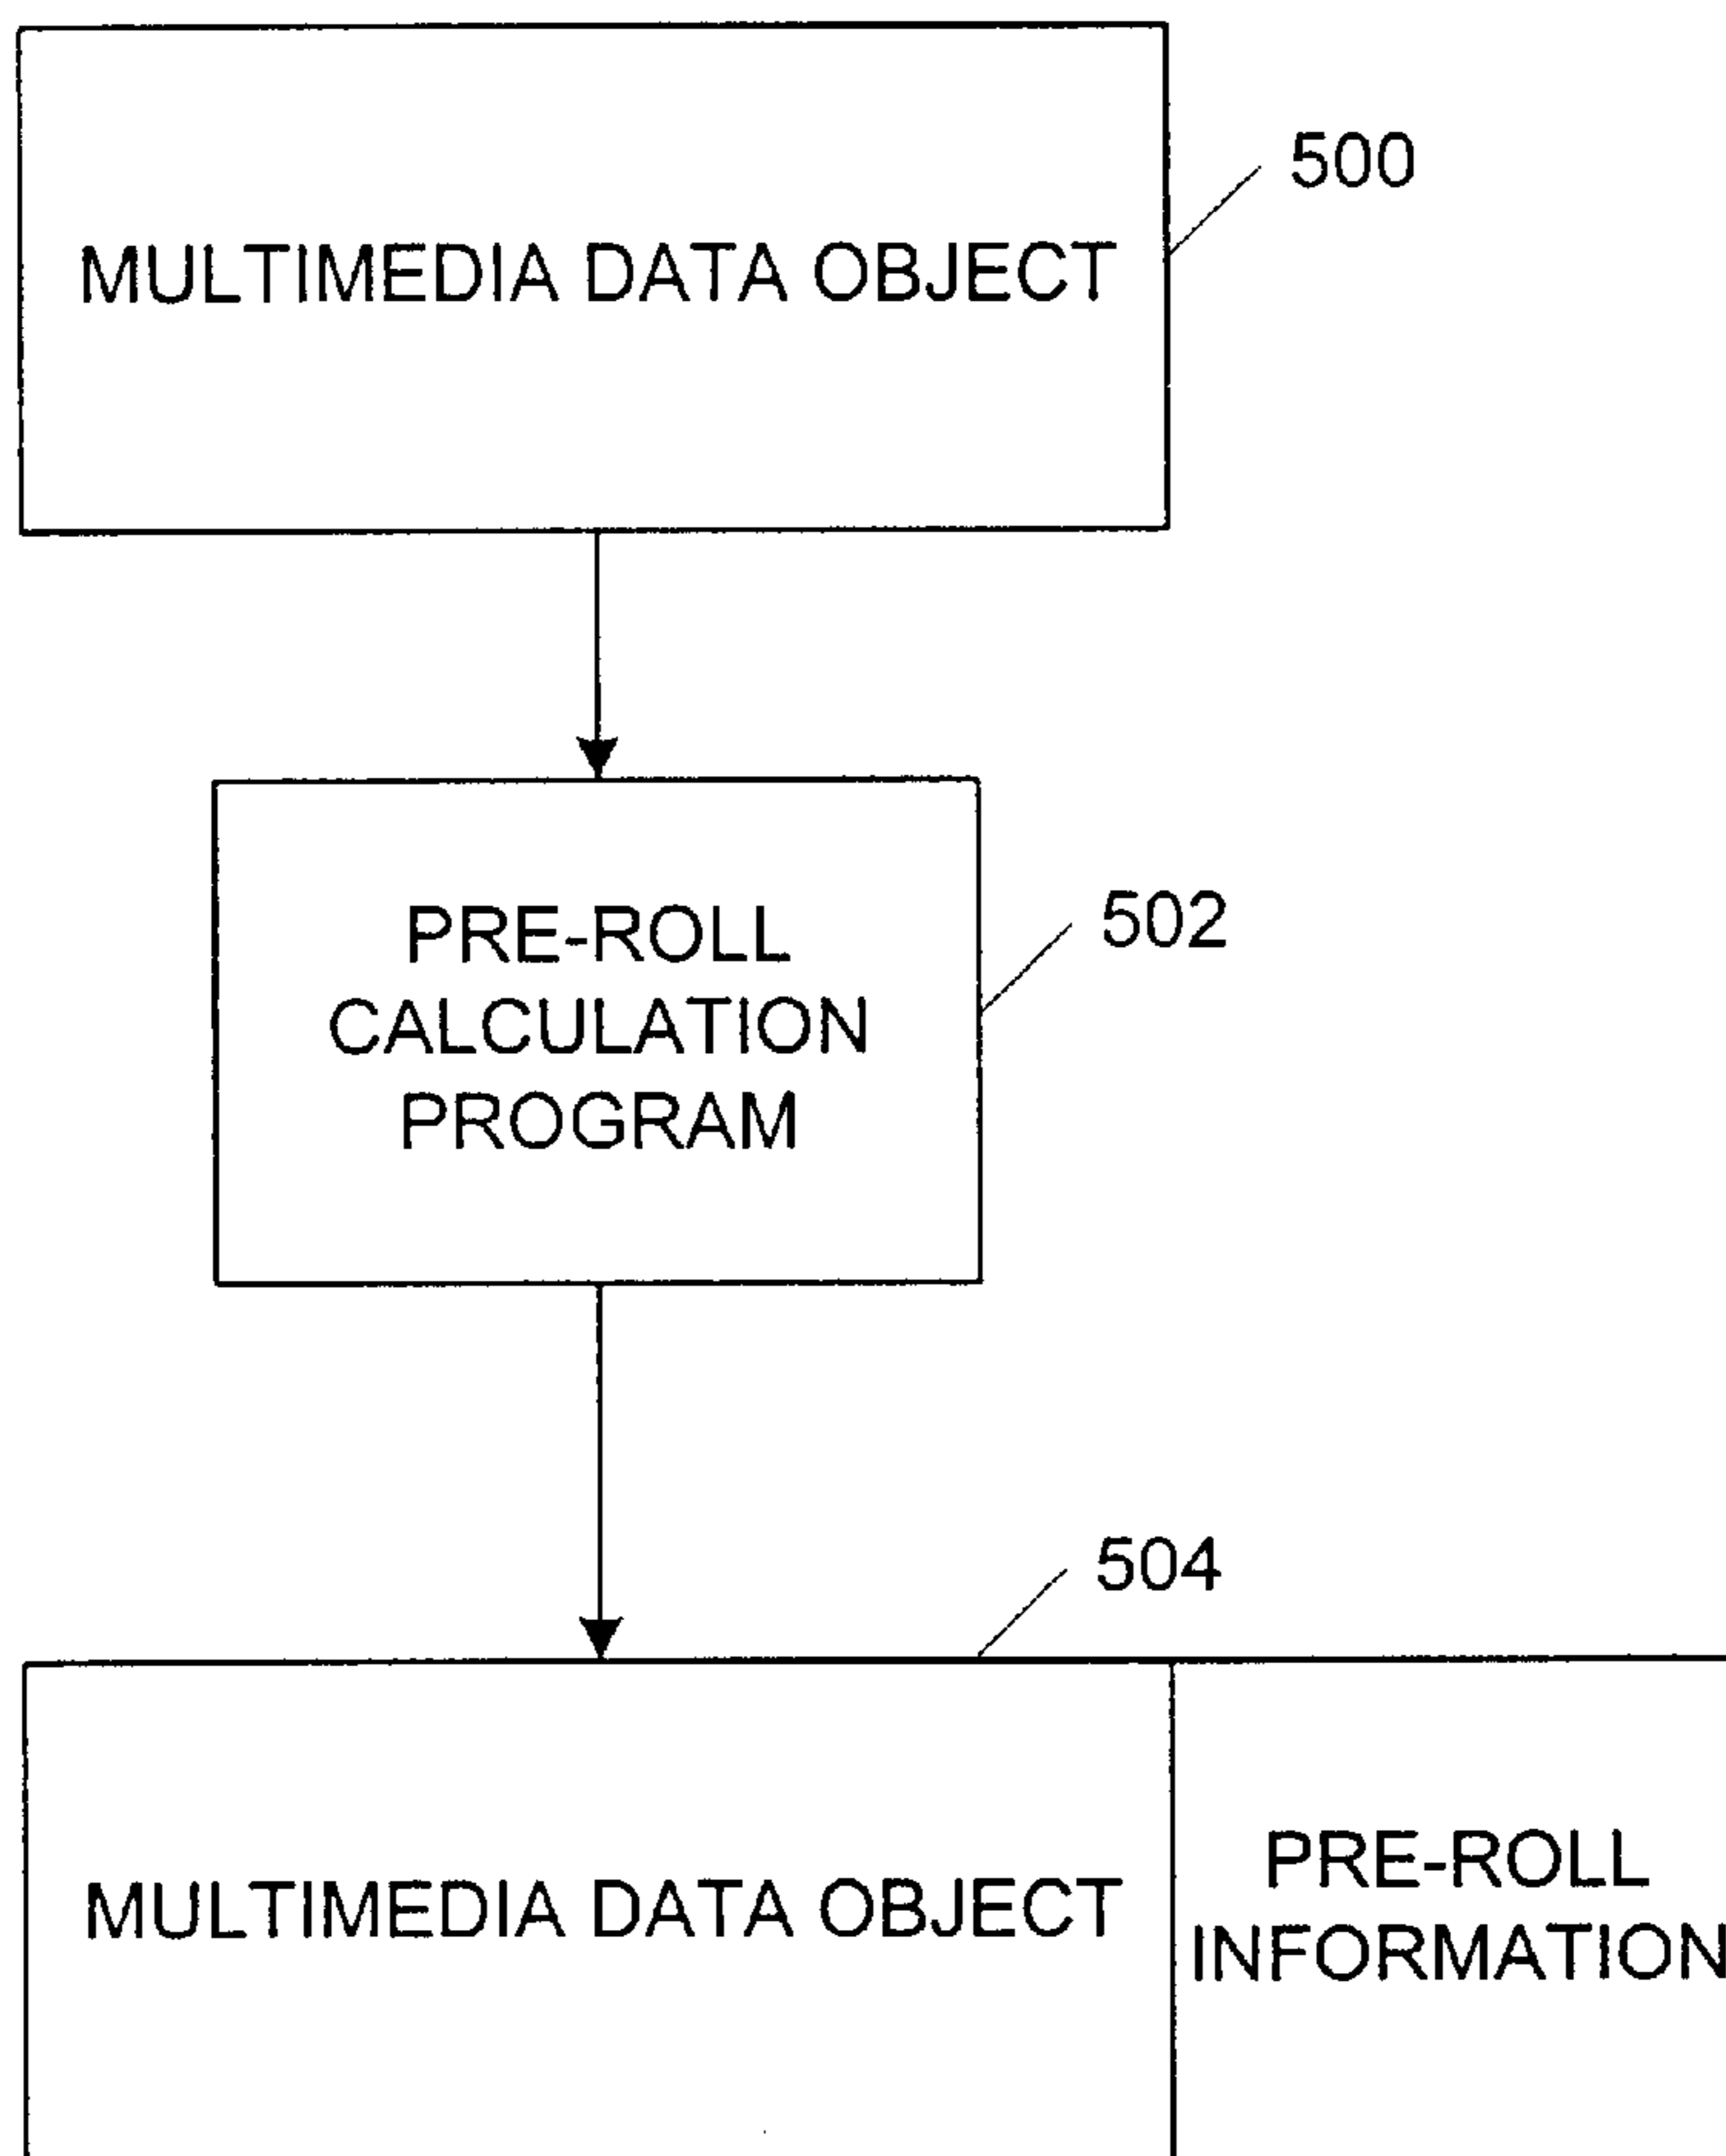 MULTIMEDIA DATA OBJECT
500
PRE-ROLL
CALCULATION
PROGRAM
502
504
MULTIMEDIA DATA OBJECT
PRE-ROLL
INFORMATION